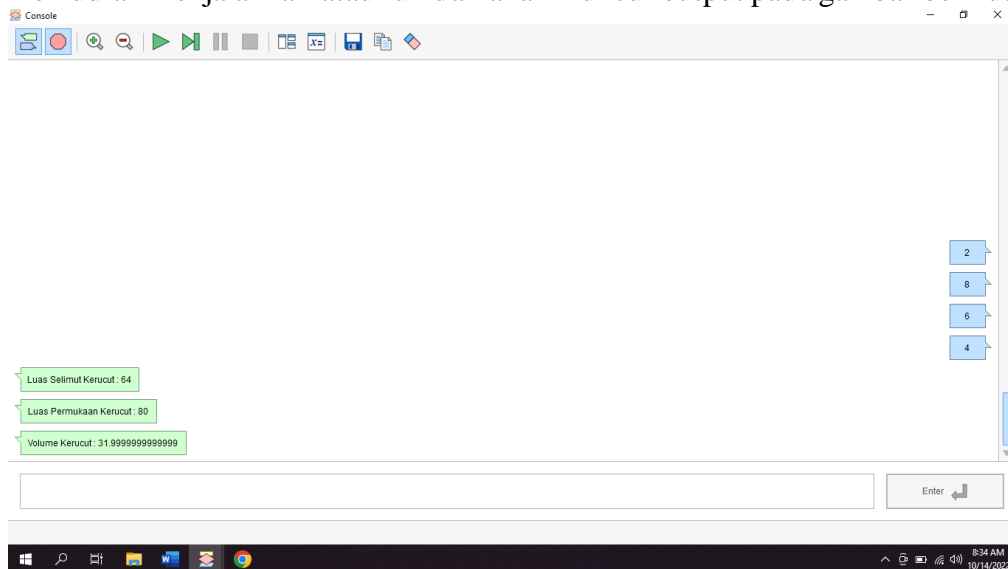 Console
2
8
6
4
Luas Selimut Kerucut : 64
Luas Permukaan Kerucut : 80
Volume Kerucut : 31.9999999999999
Enter
8:34 AM